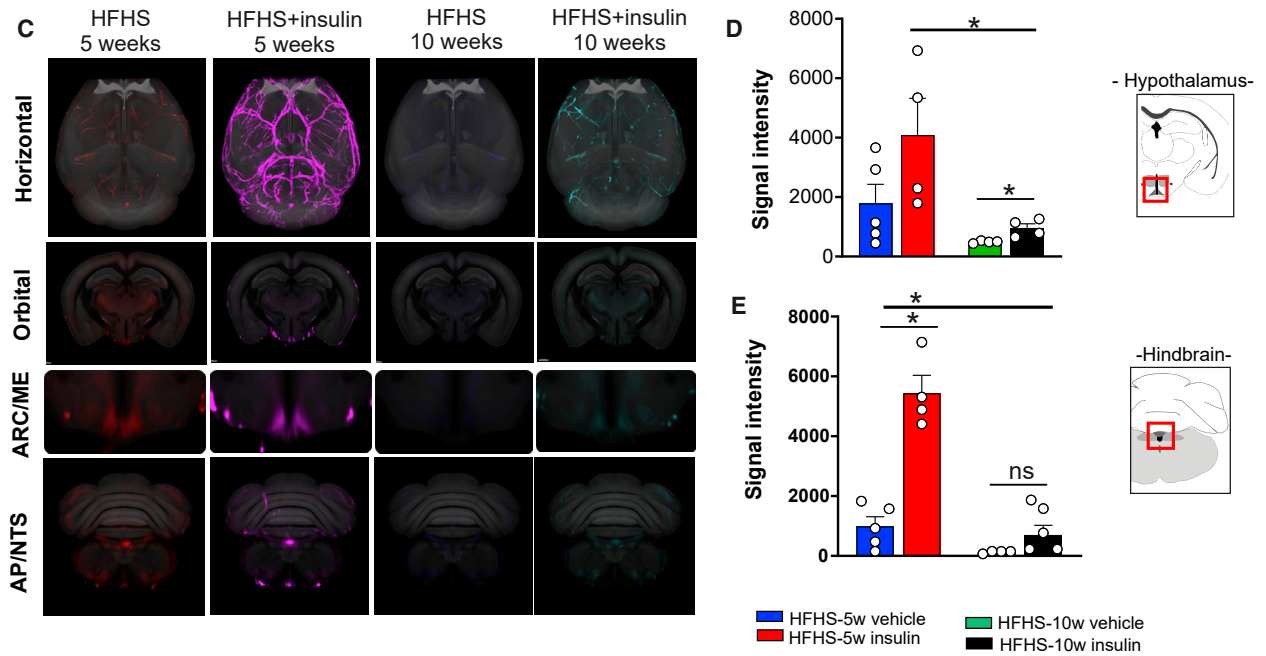 C
HFHS
5 weeks
HFHS+insulin
5 weeks
HFHS
10 weeks
HFHS+insulin
10 weeks
Horizontal
Orbital
ARC/ME
AP/NTS
D
Signal intensity
8000
6000
4000
2000
0
*
*
- Hypothalamus-
E
Signal intensity
8000
6000
4000
2000
0
*
*
ns
-Hindbrain-
HFHS-5w vehicle
HFHS-5w insulin
HFHS-10w vehicle
HFHS-10w insulin